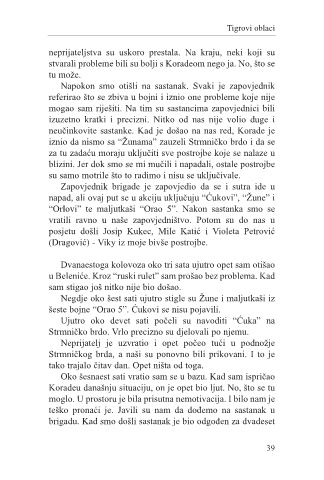 Tigrovi oblaci
neprijateljstva su uskoro prestala. Na kraju, neki koji su
stvarali probleme bili su bolji s Koradeom nego ja. No, što se
tu može.
Napokon smo otišli na sastanak. Svaki je zapovjednik
referirao što se zbiva u bojni i iznio one probleme koje nije
mogao sam riješiti. Na tim su sastancima zapovjednici bili
izuzetno kratki i precizni. Nitko od nas nije volio duge i
neučinkovite sastanke. Kad je došao na nas red, Korade je
iznio da nismo sa “Žunama” zauzeli Strmničko brdo i da se
za tu zadaću moraju uključiti sve postrojbe koje se nalaze u
blizini. Jer dok smo se mi mučili i napadali, ostale postrojbe
su samo motrile što to radimo i nisu se uključivale.
Zapovjednik brigade je zapovjedio da se i sutra ide u
napad, ali ovaj put se u akciju uključuju “Ćukovi”, “Žune” i
“Orlovi” te maljutkaši “Orao 5”. Nakon sastanka smo se
vratili ravno u naše zapovjedništvo. Potom su do nas u
posjetu došli Josip Kukec, Mile Katić i Violeta Petrović
(Dragović) - Viky iz moje bivše postrojbe.
Dvanaestoga kolovoza oko tri sata ujutro opet sam otišao
u Beleniće. Kroz “ruski rulet” sam prošao bez problema. Kad
sam stigao još nitko nije bio došao.
Negdje oko šest sati ujutro stigle su Žune i maljutkaši iz
šeste bojne “Orao 5”. Ćukovi se nisu pojavili.
Ujutro oko devet sati počeli su navoditi “Ćuka” na
Strmničko brdo. Vrlo precizno su djelovali po njemu.
Neprijatelj je uzvratio i opet počeo tući u podnožje
Strmničkog brda, a naši su ponovno bili prikovani. I to je
tako trajalo čitav dan. Opet ništa od toga.
Oko šesnaest sati vratio sam se u bazu. Kad sam ispričao
Koradeu današnju situaciju, on je opet bio ljut. No, što se tu
moglo. U prostoru je bila prisutna nemotivacija. I bilo nam je
teško pronaći je. Javili su nam da dođemo na sastanak u
brigadu. Kad smo došli sastanak je bio odgođen za dvadeset
39